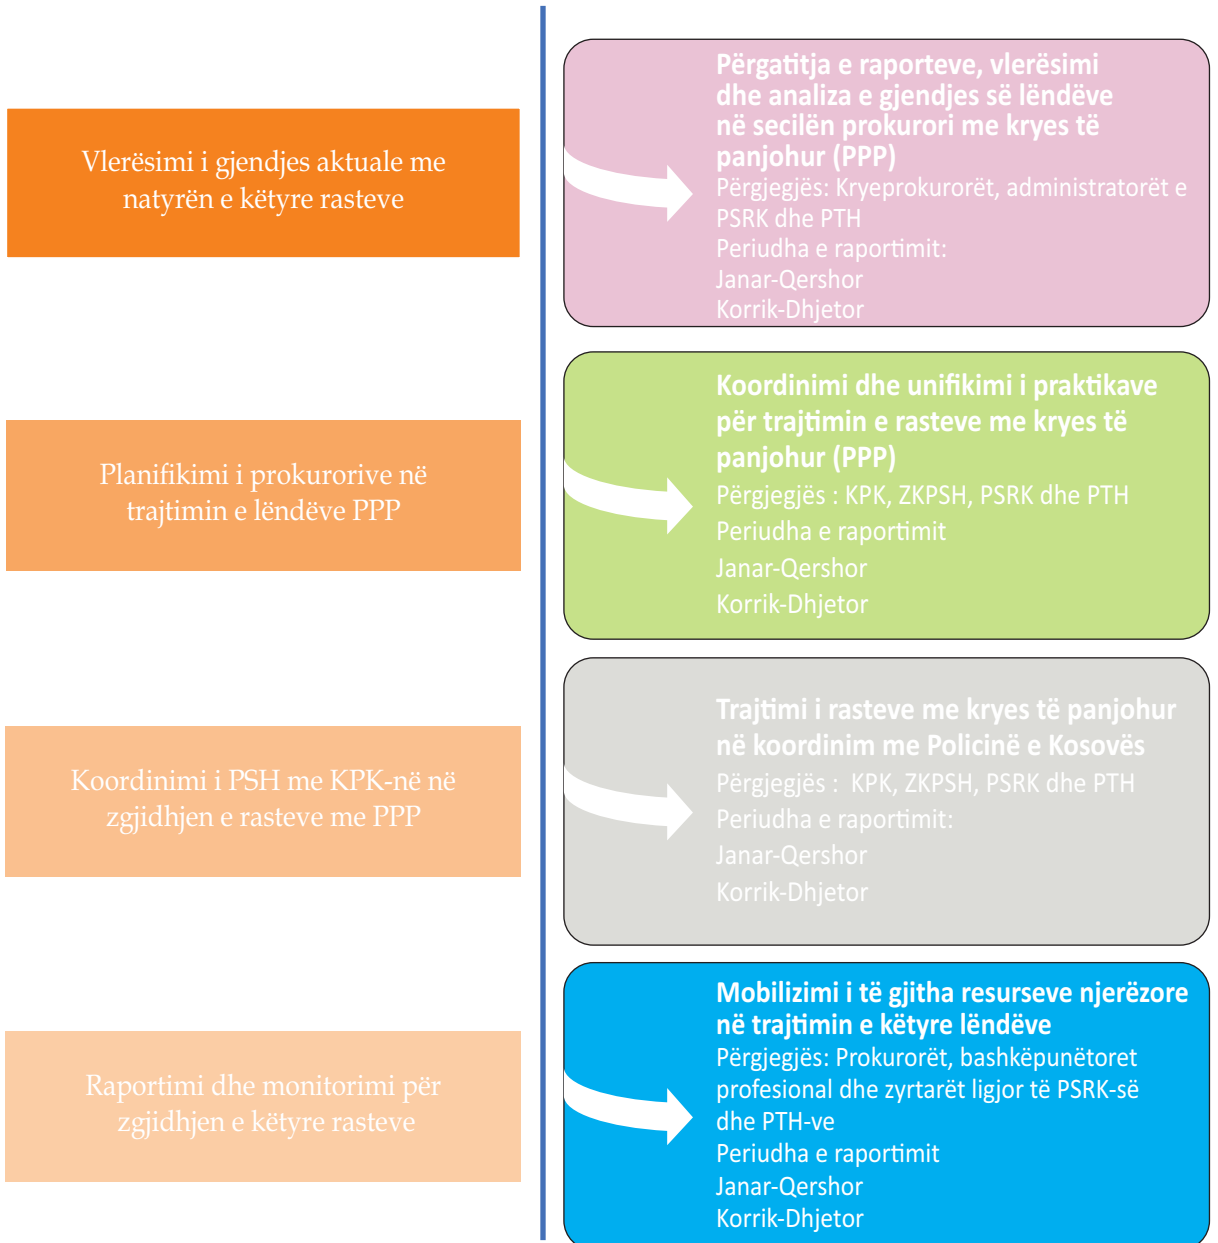 Vlerësimi i gjendjes aktuale me
natyrën e këtyre rasteve
Përgatitja e raporteve, vlerësimi
dhe analiza e gjendjes së lëndëve
në secilën prokurori me kryes të
panjohur (PPP)
Përgjegjës: Kryeprokurorët, administratorët e
PSRK dhe PTH
Periudha e raportimit:
Janar-Qershor
Korrik-Dhjetor
Planifikimi i prokurorive në
trajtimin e lëndëve PPP
Koordinimi dhe unifikimi i praktikave
për trajtimin e rasteve me kryes të
panjohur (PPP)
Përgjegjës : KPK, ZKPSH, PSRK dhe PTH
Periudha e raportimit
Janar-Qershor
Korrik-Dhjetor
Koordinimi i PSH me KPK-në në
zgjidhjen e rasteve me PPP
Trajtimi i rasteve me kryes të panjohur
në koordinim me Policinë e Kosovës
Përgjegjës :  KPK, ZKPSH, PSRK dhe PTH
Periudha e raportimit:
Janar-Qershor
Korrik-Dhjetor
Raportimi dhe monitorimi për
zgjidhjen e këtyre rasteve
Mobilizimi i të gjitha resurseve njerëzore
në trajtimin e këtyre lëndëve
Përgjegjës: Prokurorët, bashkëpunëtoret
profesional dhe zyrtarët ligjor të PSRK-së
dhe PTH-ve
Periudha e raportimit
Janar-Qershor
Korrik-Dhjetor